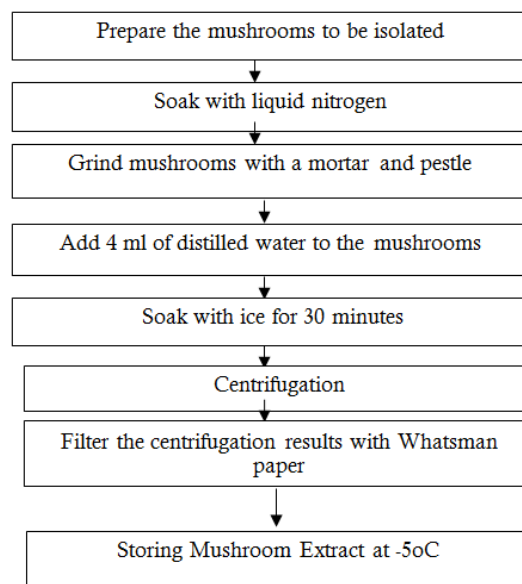 Prepare the mushrooms to be isolated
Soak with liquid nitrogen
Grind mushrooms with a mortar and pestle
Add 4 ml of distilled water to the mushrooms
Soak with ice for 30 minutes
Centrifugation
Filter the centrifugation results with Whatsman
paper
Storing Mushroom Extract at -5oC